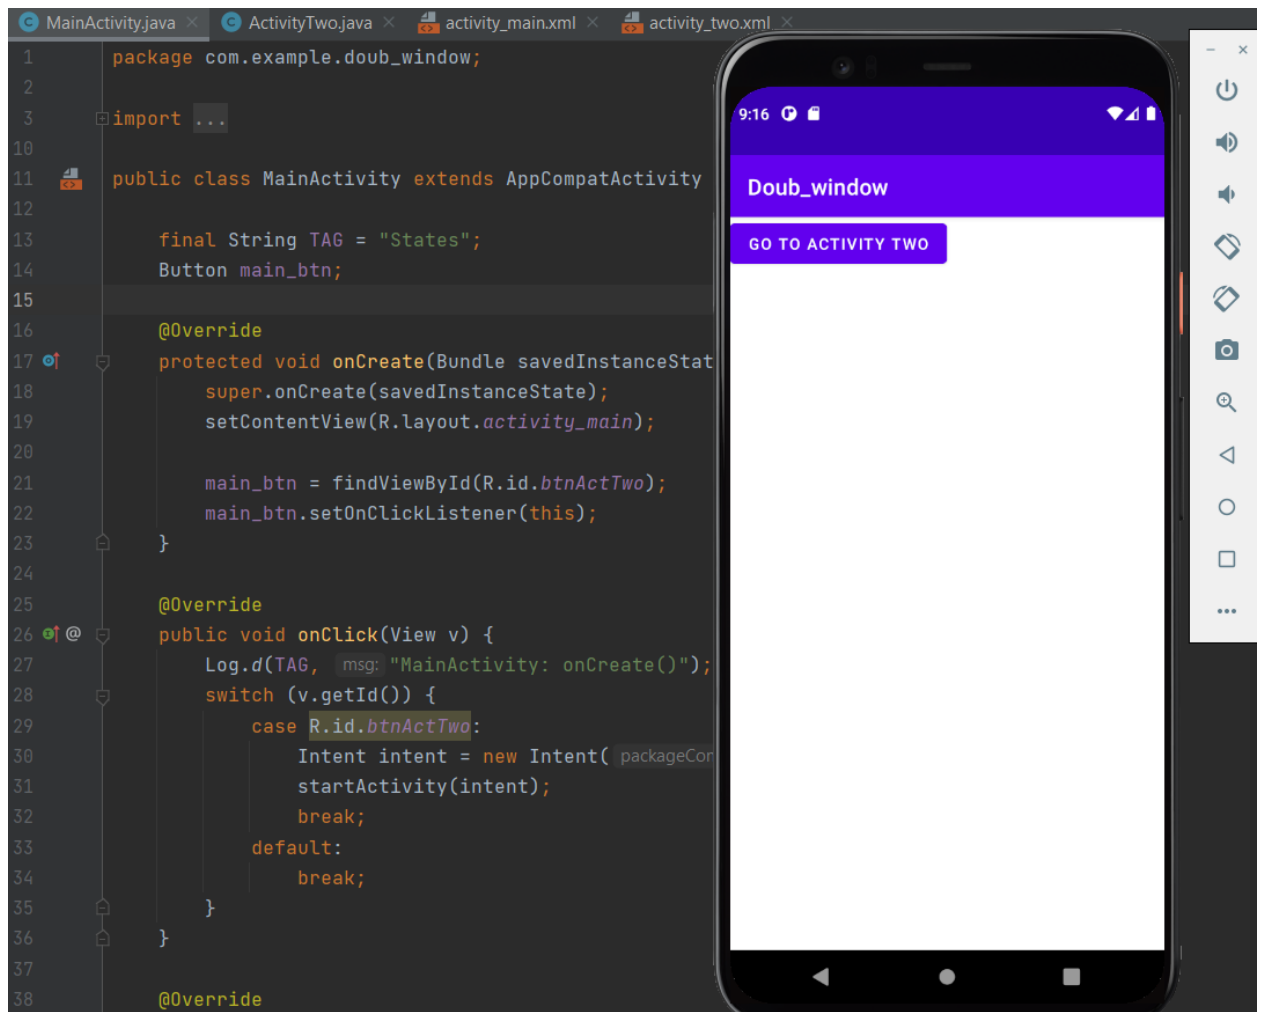 MainActivity.java ActivityTwo.java activity_main.xml activity_two.xml
1 package com.example.doub_window;
2
3 import ...
10
11 public class MainActivity extends AppCompatActivity
12
13 final String TAG = "States";
14 Button main_btn;
15
16 @Override
17 protected void onCreate(Bundle savedInstanceStat
18 super.onCreate(savedInstanceState);
19 setContentView(R.layout.activity_main);
20
21 main_btn = findViewById(R.id.btnActTwo);
22 main_btn.setOnClickListener(this);
23 }
24
25 @Override
26 @ public void onClick(View v) {
27 Log.d(TAG, msg: "MainActivity: onCreate()");
28 switch (v.getId()) {
29 case R.id.btnActTwo:
30 Intent intent = new Intent( packageCon
31 startActivity(intent);
32 break;
33 default:
34 break;
35 }
36 }
37
38 @Override
9:16
Doub_window
GO TO ACTIVITY TWO